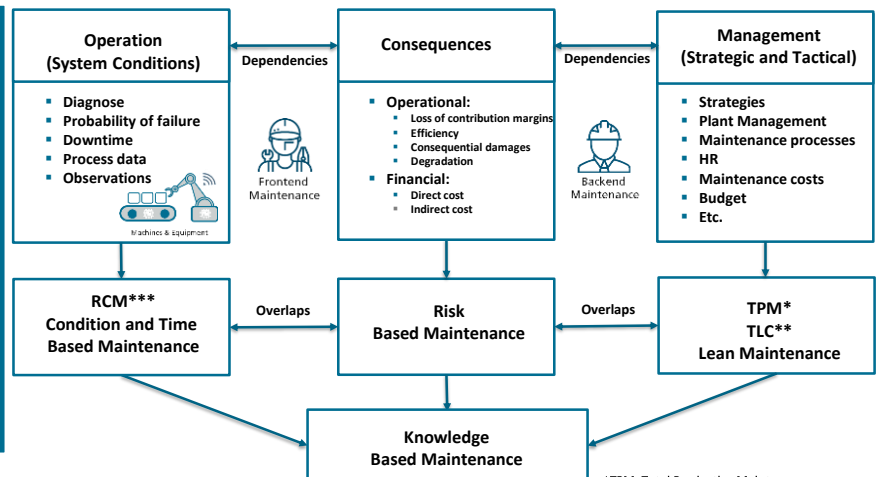 Operation
(System Conditions)
Dependencies
Consequences
Dependencies
Management
(Strategic and Tactical)
Diagnose
Probability of failure
Downtime
Process data
Observations
Machines & Equipment
Frontend
Maintenance
Operational:
Loss of contribution margins
Efficiency
Consequential damages
Degradation
Financial:
Direct cost
Indirect cost
Backend
Maintenance
Strategies
Plant Management
Maintenance processes
HR
Maintenance costs
Budget
Etc.
RCM***
Condition and Time
Based Maintenance
Overlaps
Risk
Based Maintenance
Overlaps
TPM*
TLC**
Lean Maintenance
Knowledge
Based Maintenance